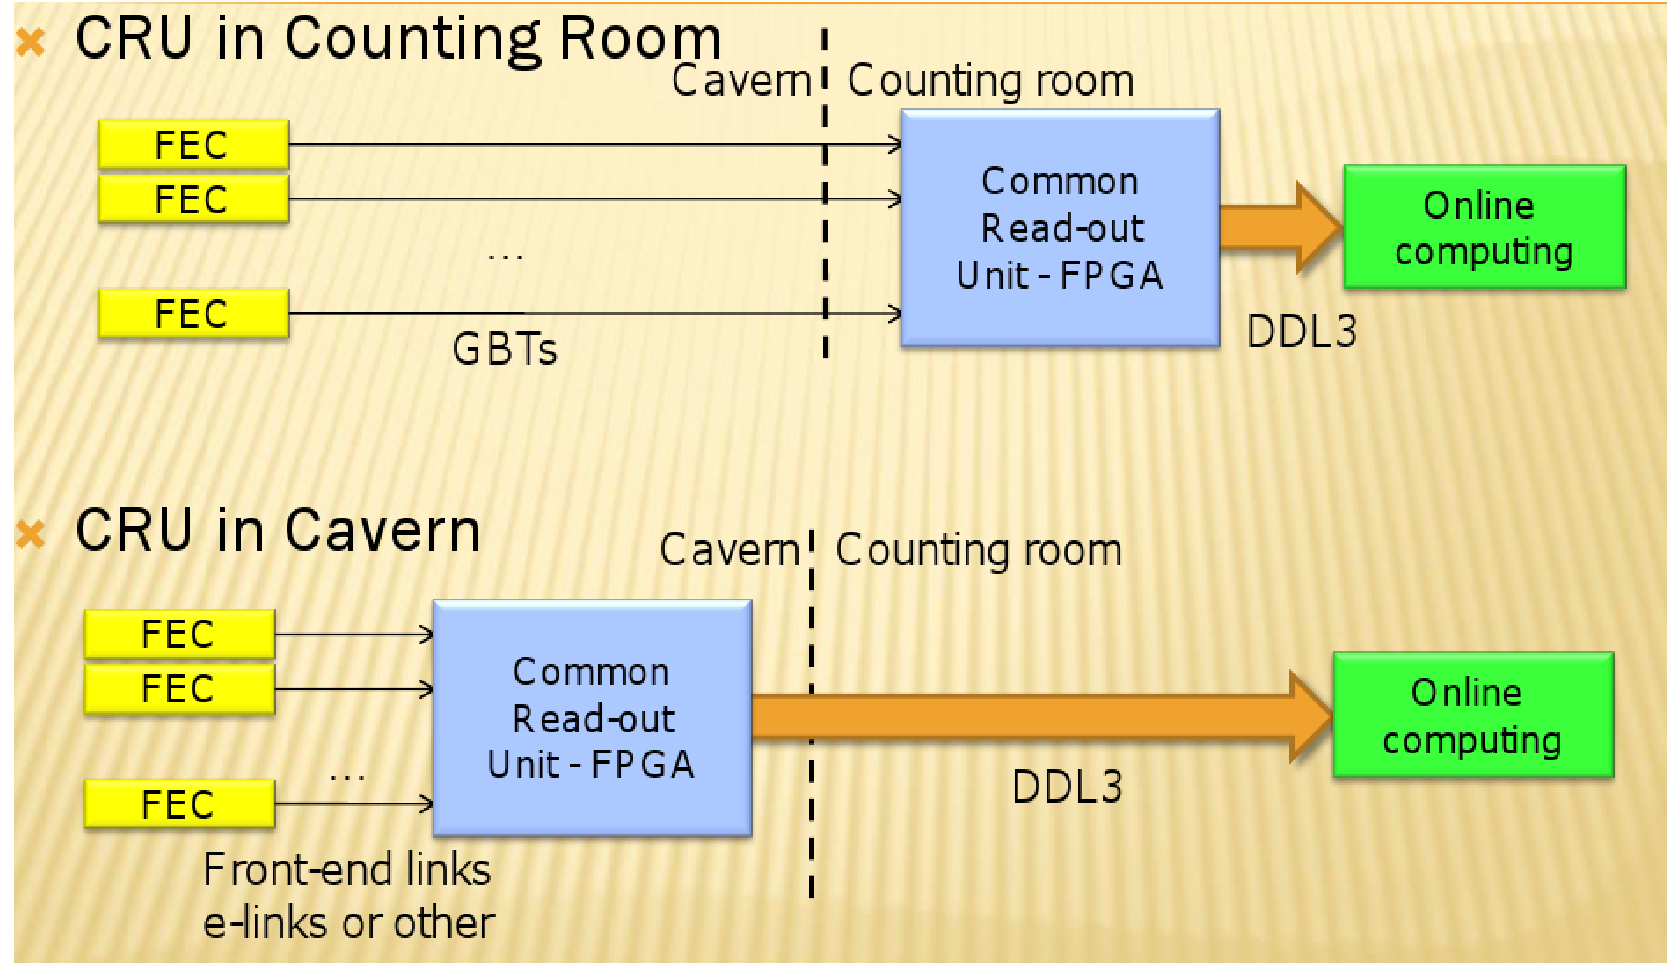 CRU in Counting Room
Cavern
Counting room
FEC
FEC
...
FEC
GBTs
Common
Read-out
Unit - FPGA
DDL3
Online
computing
CRU in Cavern
Cavern
Counting room
FEC
FEC
...
FEC
Front-end links
e-links or other
Common
Read-out
Unit - FPGA
DDL3
Online
computing